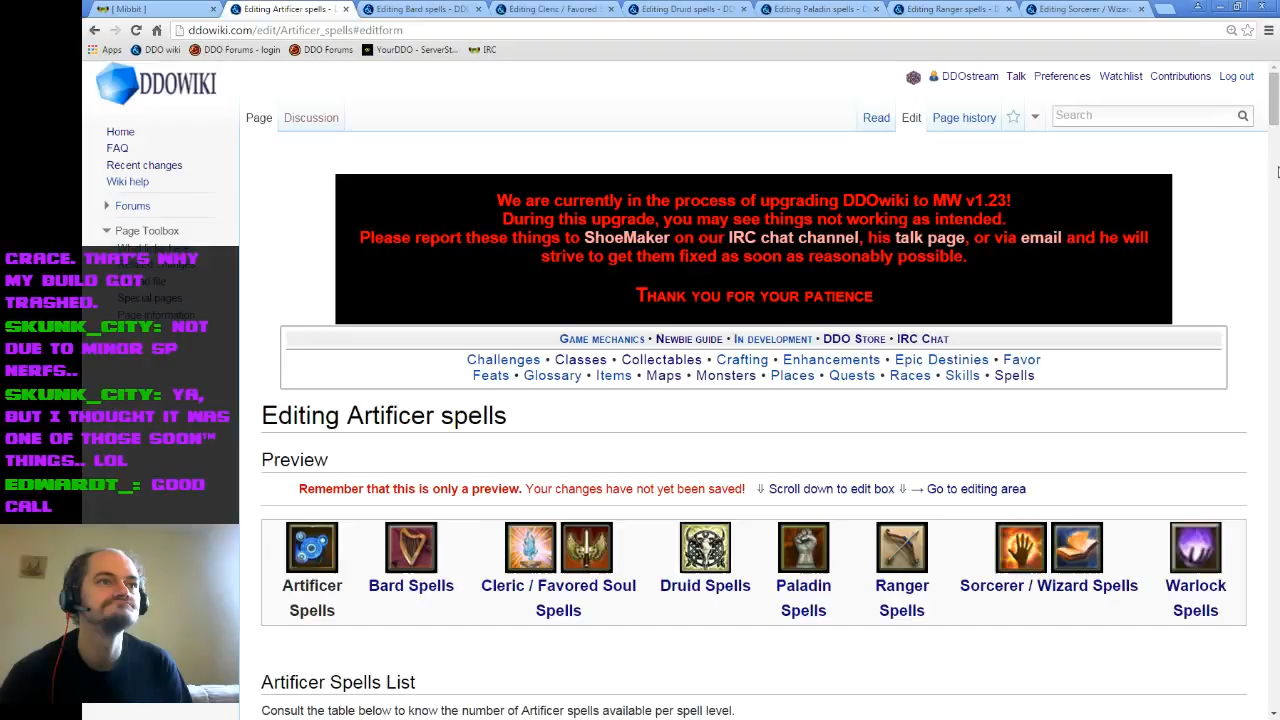 [ Mibbit ]
Editing Artificer spells -
Editing Bard spells - DDO
Editing Cleric / Favored
Editing Druid spells - DD
Editing Paladin spells -
Editing Ranger spells - D
Editing Sorcerer / Wizar
ddowiki.com/edit/Artificer_spells#editform
Apps
DDO wiki
DDO Forums - login
DDO Forums
YourDDO - ServerSt...
IRC
DDOWIKI
DDOstream Talk Preferences Watchlist Contributions Log out
Page Discussion
Read Edit Page history
Search
Home
FAQ
Recent changes
Wiki help
Forums
Page Toolbox
Special pages
Page information
GRACE. THAT'S WHY
MY BUILD GOT
TRASHED.
SKUNK_CITY: NOT
DUE TO MINOR SP
NERFS..
SKUNK_CITY: YA,
BUT I THOUGHT IT WAS
ONE OF THOSE SOON™
THINGS.. LOL
EDWARDT_: GOOD
CALL
We are currently in the process of upgrading DDOwiki to MW v1.23!
During this upgrade, you may see things not working as intended.
Please report these things to ShoeMaker on our IRC chat channel, his talk page, or via email and he will
strive to get them fixed as soon as reasonably possible.
Thank you for your patience
Game mechanics • Newbie guide • In development • DDO Store • IRC Chat
Challenges • Classes • Collectables • Crafting • Enhancements • Epic Destinies • Favor
Feats • Glossary • Items • Maps • Monsters • Places • Quests • Races • Skills • Spells
Editing Artificer spells
Preview
Remember that this is only a preview. Your changes have not yet been saved! ⇓ Scroll down to edit box ⇓ → Go to editing area
Artificer
Spells
Bard Spells
Cleric / Favored Soul
Spells
Druid Spells
Paladin
Spells
Ranger
Spells
Sorcerer / Wizard Spells
Warlock
Spells
Artificer Spells List
Consult the table below to know the number of Artificer spells available per spell level.